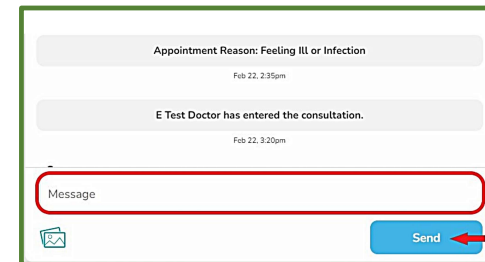 Appointment Reason: Feeling Ill or Infection
Feb 22, 2:35pm
E Test Doctor has entered the consultation.
Feb 22, 3:20pm
Message
Send